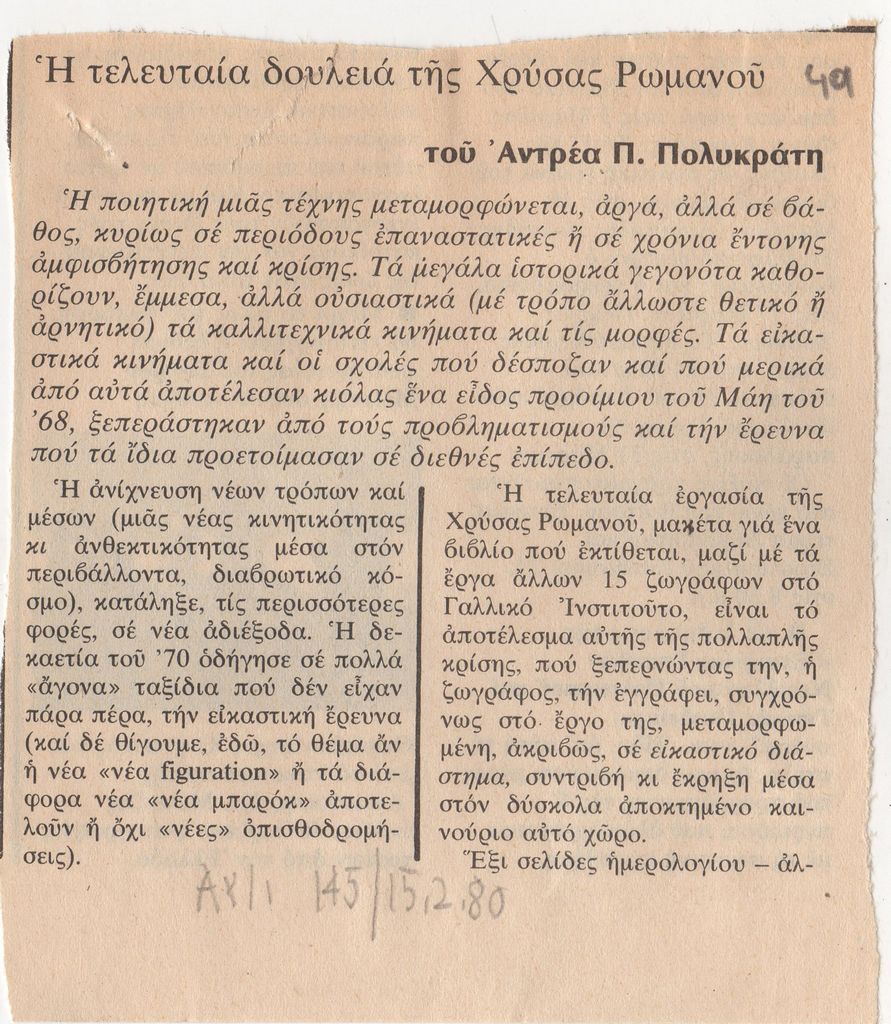 Ἡ τελευταία δουλειά τῆς Χρύσας Ρωμανοῦ
49
τοῦ Ἀντρέα Π. Πολυκράτη
Ἡ ποιητική μιᾶς τέχνης μεταμορφώνεται, ἀργά, ἀλλά σέ βά-
θος, κυρίως σέ περιόδους ἐπαναστατικές ἤ σέ χρόνια ἔντονης
ἀμφισβήτησης καί κρίσης. Τά μεγάλα ἱστορικά γεγονότα καθο-
ρίζουν, ἔμμεσα, ἀλλά οὐσιαστικά (μέ τρόπο ἄλλωστε θετικό ἤ
ἀρνητικό) τά καλλιτεχνικά κινήματα καί τίς μορφές. Τά εἰκα-
στικά κινήματα καί οἱ σχολές πού δέσποζαν καί πού μερικά
ἀπό αὐτά ἀποτέλεσαν κιόλας ἕνα εἶδος προοίμιου τοῦ Μάη τοῦ
'68, ξεπεράστηκαν ἀπό τούς προβληματισμούς καί τήν ἔρευνα
πού τά ἴδια προετοίμασαν σέ διεθνές ἐπίπεδο.
Ἡ ἀνίχνευση νέων τρόπων καί
μέσων (μιᾶς νέας κινητικότητας
κι ἀνθεκτικότητας μέσα στόν
περιβάλλοντα, διαβρωτικό κό-
σμο), κατάληξε, τίς περισσότερες
φορές, σέ νέα ἀδιέξοδα. Ἡ δε-
καετία τοῦ '70 ὁδήγησε σέ πολλά
«ἄγονα» ταξίδια πού δέν εἶχαν
πάρα πέρα, τήν εἰκαστική ἔρευνα
(καί δέ θίγουμε, ἐδῶ, τό θέμα ἄν
ἡ νέα «νέα figuration» ἤ τά διά-
φορα νέα «νέα μπαρόκ» ἀποτε-
λοῦν ἤ ὄχι «νέες» ὀπισθοδρομή-
σεις).
Ἡ τελευταία ἐργασία τῆς
Χρύσας Ρωμανοῦ, μακέτα γιά ἕνα
βιβλίο πού ἐκτίθεται, μαζί μέ τά
ἔργα ἄλλων 15 ζωγράφων στό
Γαλλικό Ἰνστιτοῦτο, εἶναι τό
ἀποτέλεσμα αὐτῆς τῆς πολλαπλῆς
κρίσης, πού ξεπερνώντας την, ἡ
ζωγράφος, τήν ἐγγράφει, συγχρό-
νως στό ἔργο της, μεταμορφω-
μένη, ἀκριβῶς, σέ εἰκαστικό διά-
στημα, συντριβή κι ἔκρηξη μέσα
στόν δύσκολα ἀποκτημένο και-
νούριο αὐτό χῶρο.
Ἕξι σελίδες ἡμερολογίου – ἀλ-
145/15.2.80